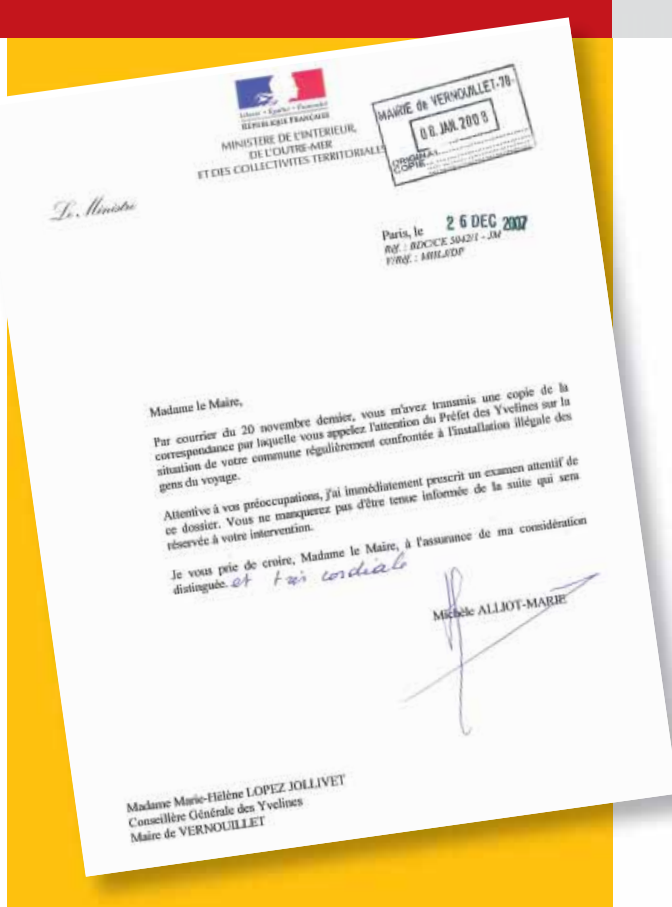 Liberté • Égalité • Fraternité
RÉPUBLIQUE FRANÇAISE
MINISTERE DE L'INTERIEUR,
DE L'OUTRE-MER
ET DES COLLECTIVITES TERRITORIALES
MAIRIE de VERNOUILLET-78-
08. JAN. 2008
ORIGINAL
COPIE
Le Ministre
Paris, le 26 DEC 2007
Réf. : BDC/CE 5042/1 - JM
V/Réf. :
Madame le Maire,
Par courrier du 20 novembre dernier, vous m'avez transmis une copie de la
correspondance par laquelle vous appelez l'attention du Préfet des Yvelines sur la
situation de votre commune régulièrement confrontée à l'installation illégale des
gens du voyage.
Attentive à vos préoccupations, j'ai immédiatement prescrit un examen attentif de
ce dossier. Vous ne manquerez pas d'être tenue informée de la suite qui sera
réservée à votre intervention.
Je vous prie de croire, Madame le Maire, à l'assurance de ma considération
distinguée. et très cordiale
Michèle ALLIOT-MARIE
Madame Marie-Hélène LOPEZ JOLLIVET
Conseillère Générale des Yvelines
Maire de VERNOUILLET